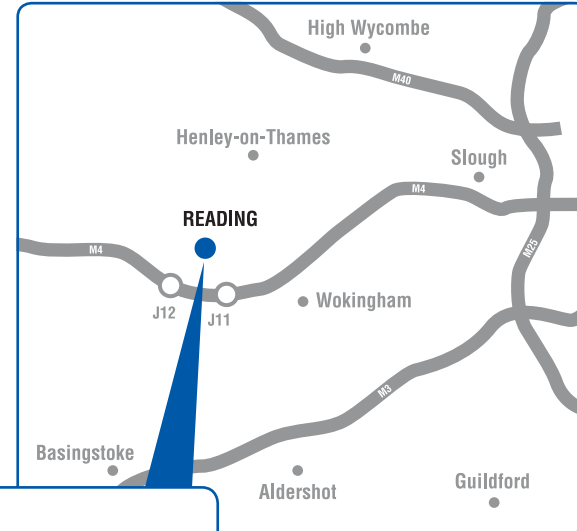 High Wycombe
M40
Henley-on-Thames
Slough
M4
READING
M4
M25
J12
J11
Wokingham
M3
Basingstoke
Aldershot
Guildford